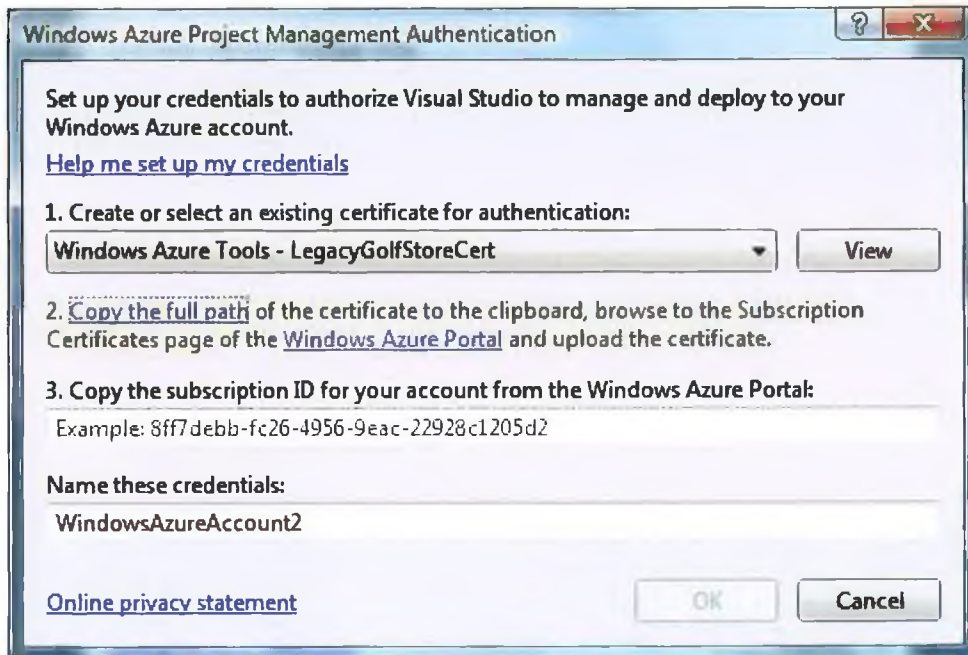 Windows Azure Project Management Authentication
Set up your credentials to authorize Visual Studio to manage and deploy to your
Windows Azure account.
Help me set up my credentials
1. Create or select an existing certificate for authentication:
Windows Azure Tools - LegacyGolfStoreCert
View
2. Copy the full path of the certificate to the clipboard, browse to the Subscription
Certificates page of the Windows Azure Portal and upload the certificate.
3. Copy the subscription ID for your account from the Windows Azure Portal:
Example: 8ff7debb-fc26-4956-9eac-22928c1205d2
Name these credentials:
WindowsAzureAccount2
Online privacy statement
OK
Cancel